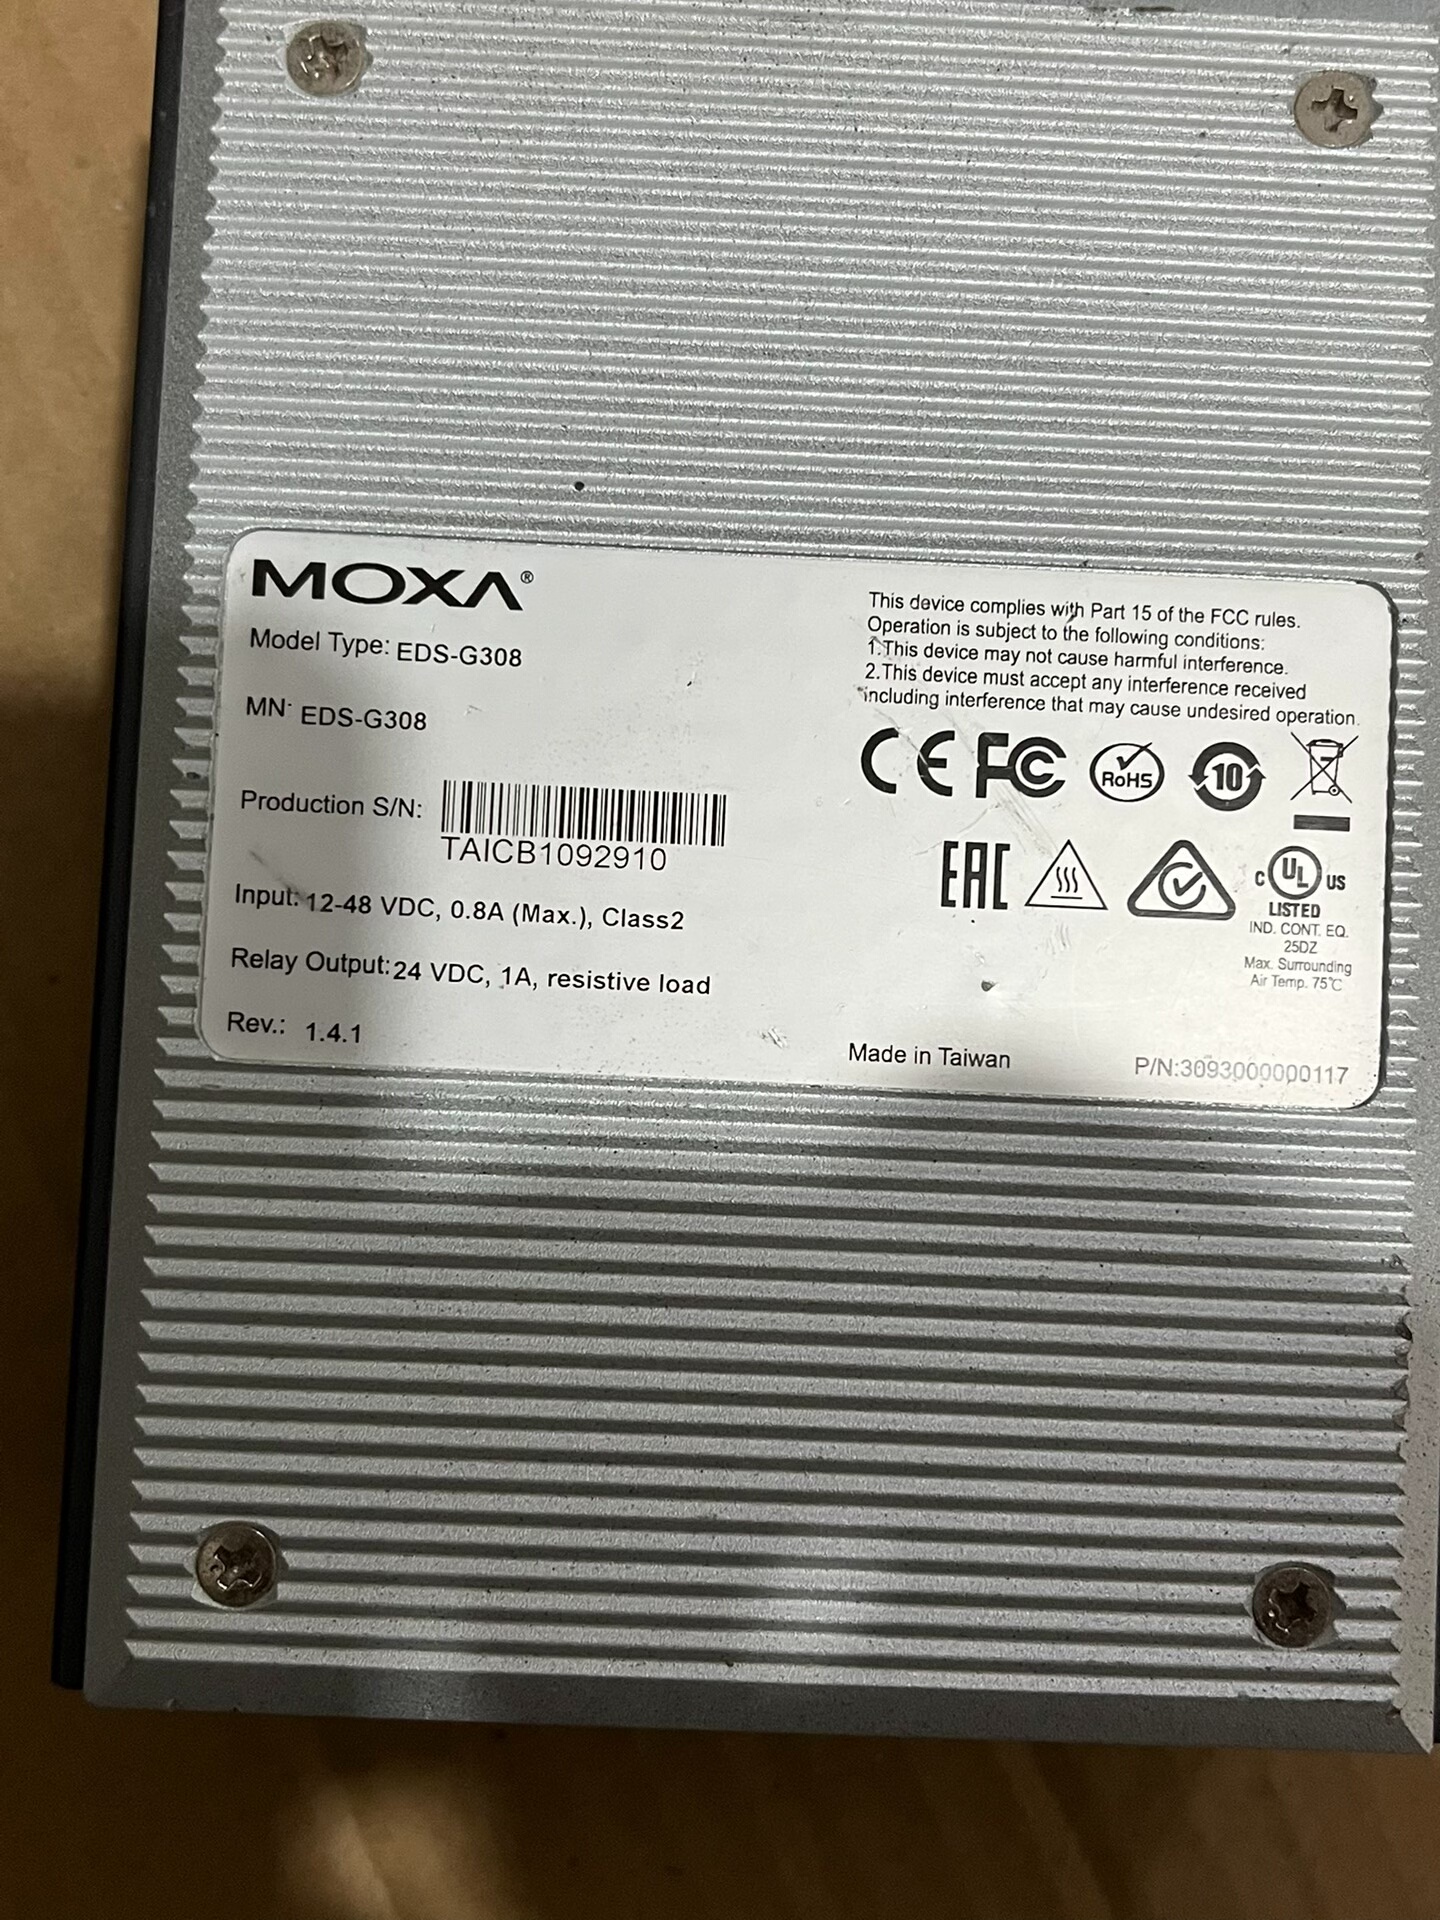 MOXA®
Model Type: EDS-G308
MN: EDS-G308
Production S/N:
TAICB1092910
Input: 12-48 VDC, 0.8A (Max.), Class2
Relay Output: 24 VDC, 1A, resistive load
Rev.: 1.4.1
This device complies with Part 15 of the FCC rules.
Operation is subject to the following conditions:
1.This device may not cause harmful interference.
2.This device must accept any interference received
including interference that may cause undesired operation.
CE FC RoHS 10
EAC C UL US
LISTED
IND. CONT. EQ.
25DZ
Max. Surrounding
Air Temp. 75℃
Made in Taiwan
P/N:3093000000117